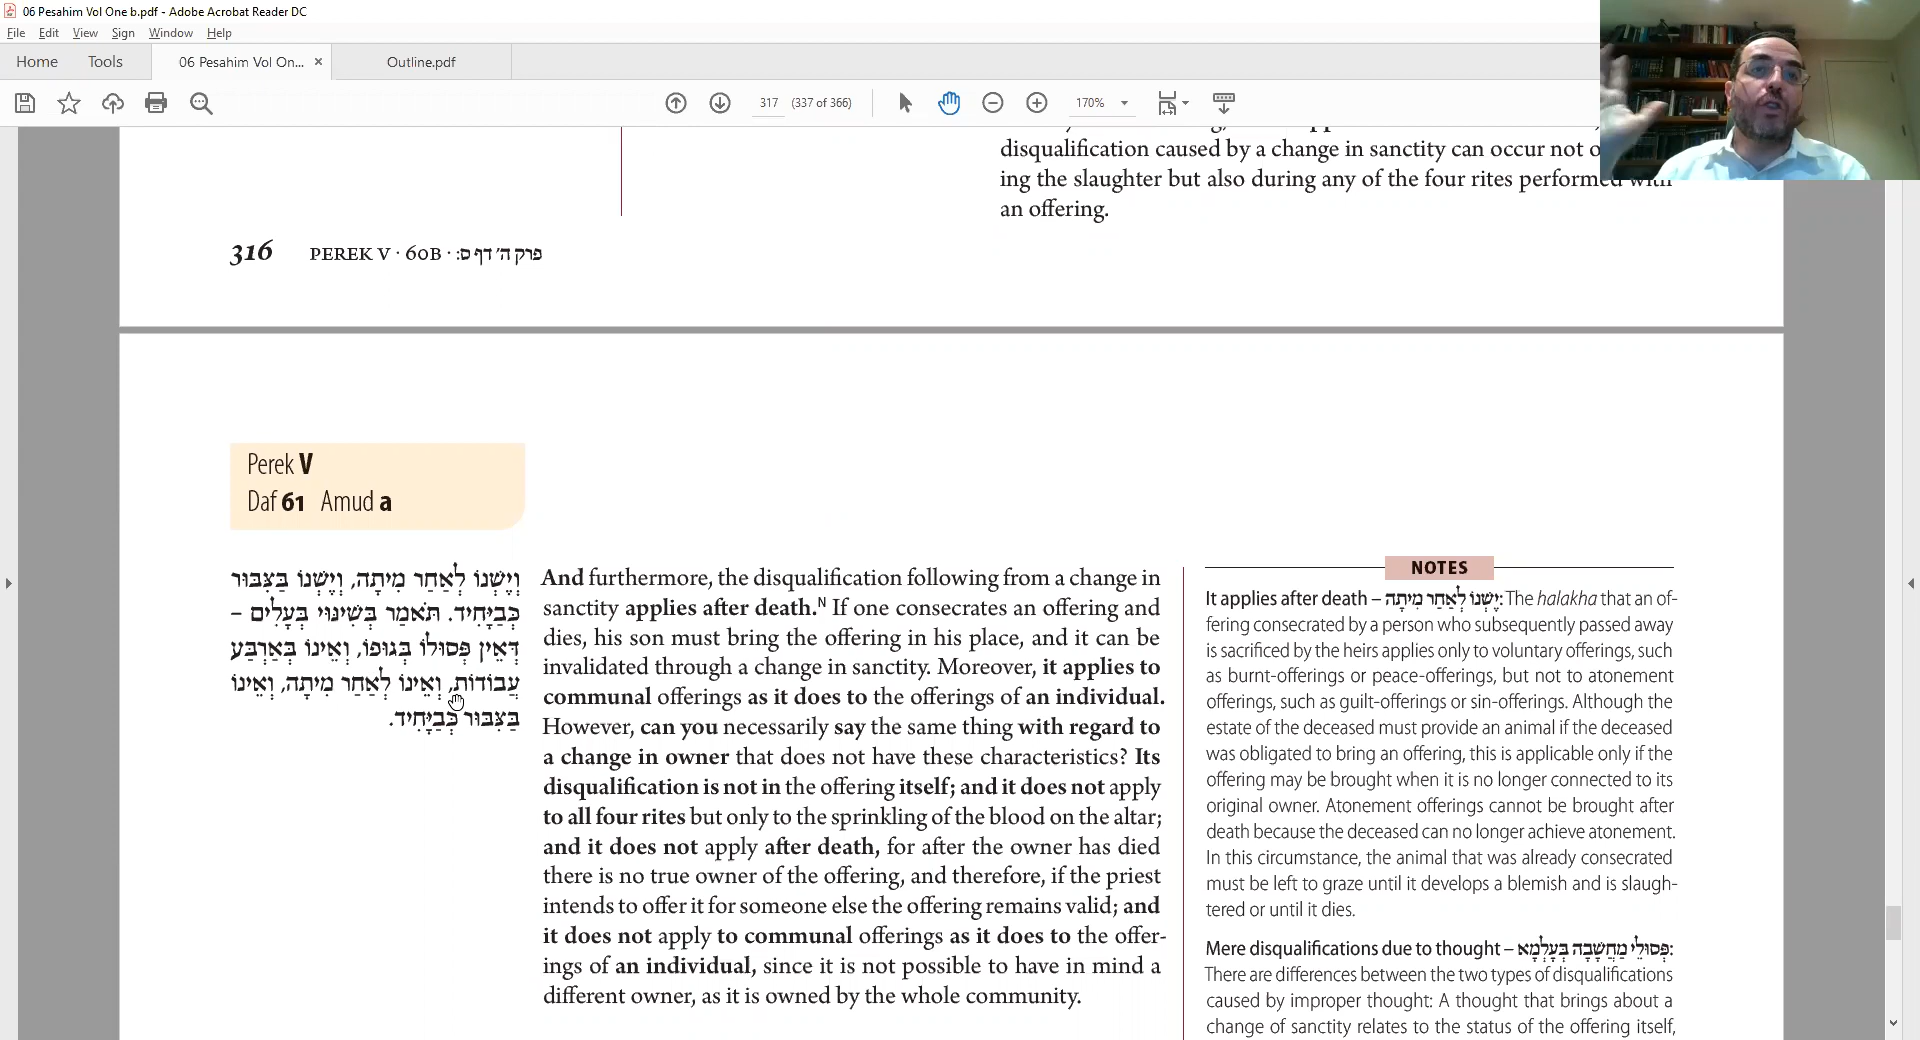 06 Pesahim Vol One b.pdf - Adobe Acrobat Reader DC
File Edit View Sign Window Help
Home Tools 06 Pesahim Vol On... × Outline.pdf
317 (337 of 366) 170%
disqualification caused by a change in sanctity can occur not
ing the slaughter but also during any of the four rites performed with
an offering.
316 PEREK V · 60B · פרק ה׳ דף ס:
Perek V
Daf 61 Amud a
וְיֶשְׁנוֹ לְאַחַר מִיתָה, וְיֶשְׁנוֹ בַּצִּבּוּר
כְּבַיָּחִיד. תֹּאמַר בְּשִׁינּוּי בְּעָלִים –
דְּאֵין פְּסוּלוֹ בְּגוּפוֹ, וְאֵינוֹ בְּאַרְבַּע
עֲבוֹדוֹת, וְאֵינוֹ לְאַחַר מִיתָה, וְאֵינוֹ
בַּצִּבּוּר כְּבַיָּחִיד.
And furthermore, the disqualification following from a change in
sanctity applies after death.N If one consecrates an offering and
dies, his son must bring the offering in his place, and it can be
invalidated through a change in sanctity. Moreover, it applies to
communal offerings as it does to the offerings of an individual.
However, can you necessarily say the same thing with regard to
a change in owner that does not have these characteristics? Its
disqualification is not in the offering itself; and it does not apply
to all four rites but only to the sprinkling of the blood on the altar;
and it does not apply after death, for after the owner has died
there is no true owner of the offering, and therefore, if the priest
intends to offer it for someone else the offering remains valid; and
it does not apply to communal offerings as it does to the offer-
ings of an individual, since it is not possible to have in mind a
different owner, as it is owned by the whole community.
NOTES
It applies after death – יֶשְׁנוֹ לְאַחַר מִיתָה: The halakha that an of-
fering consecrated by a person who subsequently passed away
is sacrificed by the heirs applies only to voluntary offerings, such
as burnt-offerings or peace-offerings, but not to atonement
offerings, such as guilt-offerings or sin-offerings. Although the
estate of the deceased must provide an animal if the deceased
was obligated to bring an offering, this is applicable only if the
offering may be brought when it is no longer connected to its
original owner. Atonement offerings cannot be brought after
death because the deceased can no longer achieve atonement.
In this circumstance, the animal that was already consecrated
must be left to graze until it develops a blemish and is slaugh-
tered or until it dies.
Mere disqualifications due to thought – פְּסוּלֵי מַחֲשָׁבָה בְּעָלְמָא:
There are differences between the two types of disqualifications
caused by improper thought: A thought that brings about a
change of sanctity relates to the status of the offering itself,